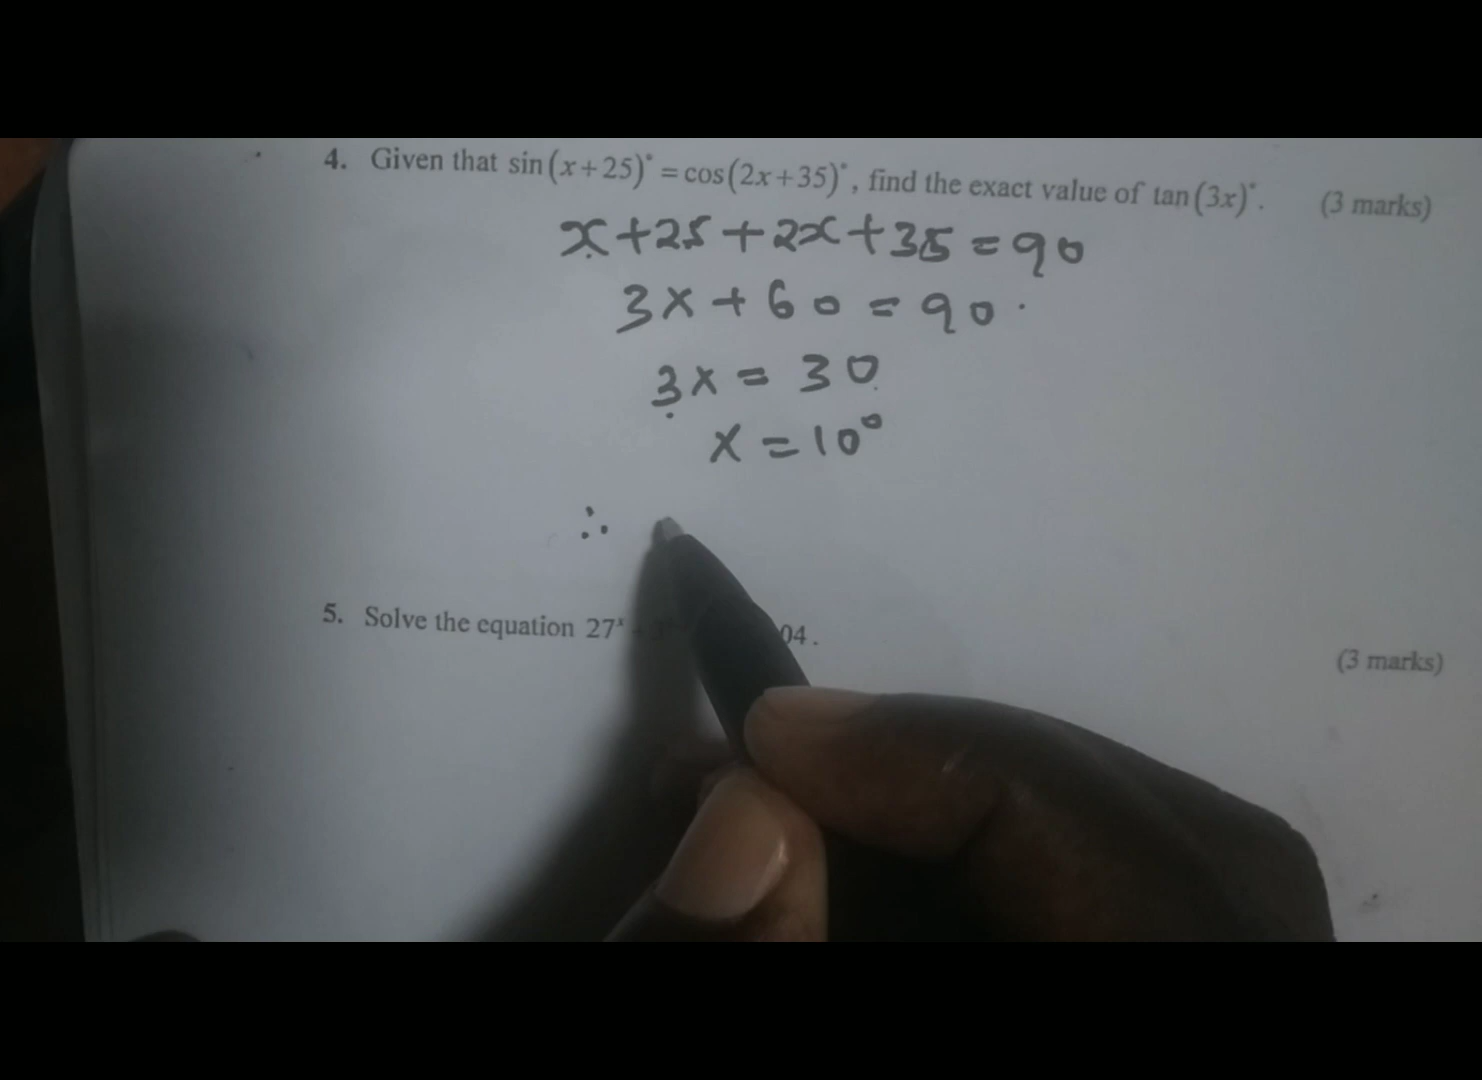 4. Given that sin(x+25)° = cos(2x+35)°, find the exact value of tan(3x)°. (3 marks)
x+25+2x+35=90
3x+60=90
3x=30
x=10°
∴
5. Solve the equation 27ˣ 04. (3 marks)